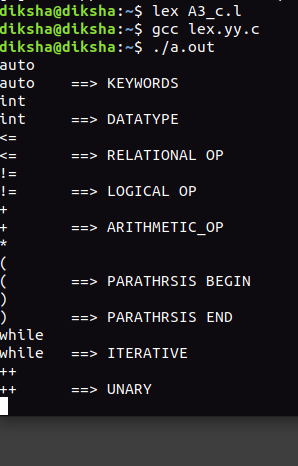 diksha@diksha:~$ lex A3_c.l
diksha@diksha:~$ gcc lex.yy.c
diksha@diksha:~$ ./a.out
auto
auto    ==> KEYWORDS
int
int     ==> DATATYPE
<=
<=      ==> RELATIONAL OP
!=
!=      ==> LOGICAL OP
+
+       ==> ARITHMETIC_OP
*
(
(       ==> PARATHRSIS BEGIN
)
)       ==> PARATHRSIS END
while
while   ==> ITERATIVE
++
++      ==> UNARY